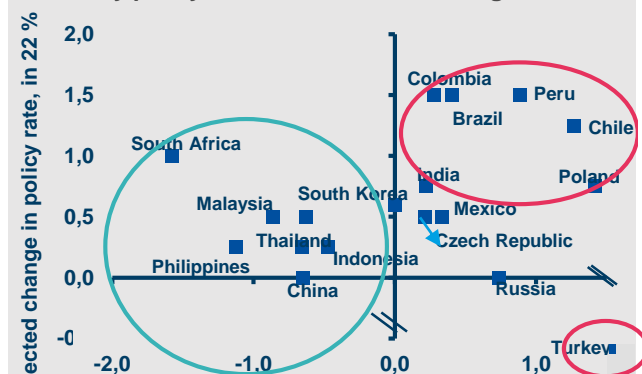 ected change in policy rate, in 22 %
2,0
1,5
1,0
0,5
0,0
-0
-2,0
-1,0
0,0
1,0
Colombia
Brazil
Peru
Chile
South Africa
India
Poland
South Korea
Malaysia
Mexico
Thailand
Czech Republic
Indonesia
Philippines
China
Russia
Turkey